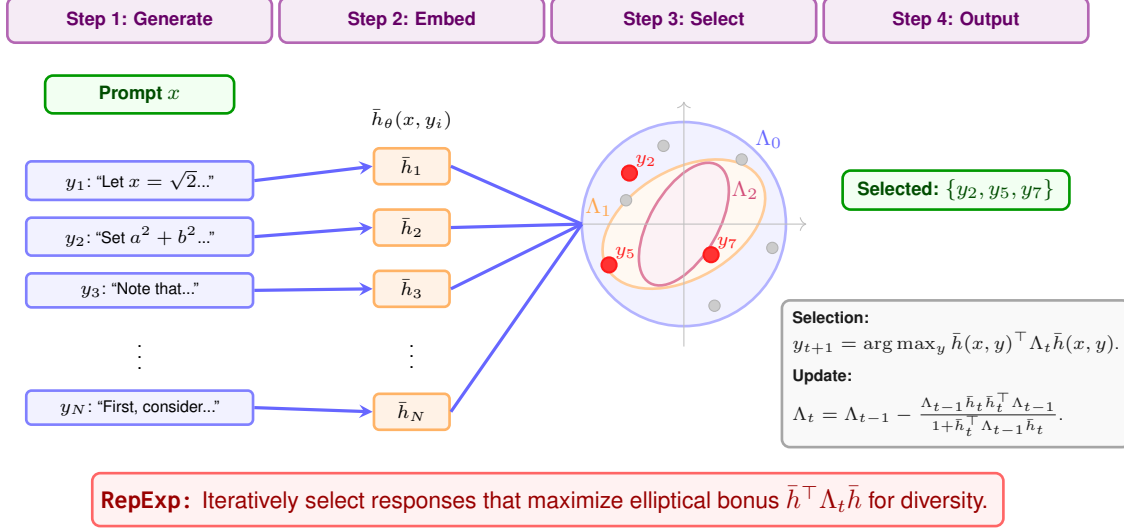 Step 1: Generate
Step 2: Embed
Step 3: Select
Step 4: Output
Prompt x
h̄_θ(x, y_i)
y_1: “Let x = √2...”
y_2: “Set a² + b²...”
y_3: “Note that...”
⋮
y_N: “First, consider...”
h̄_1
h̄_2
h̄_3
⋮
h̄_N
Λ_0
Λ_1
Λ_2
y_2
y_5
y_7
Selected: {y_2, y_5, y_7}
Selection:
y_{t+1} = arg max_y h̄(x, y)^⊤ Λ_t h̄(x, y).
Update:
Λ_t = Λ_{t−1} − \frac{Λ_{t−1} h̄_t h̄_t^⊤ Λ_{t−1}}{1+h̄_t^⊤ Λ_{t−1} h̄_t}.
RepExp: Iteratively select responses that maximize elliptical bonus h̄^⊤ Λ_t h̄ for diversity.